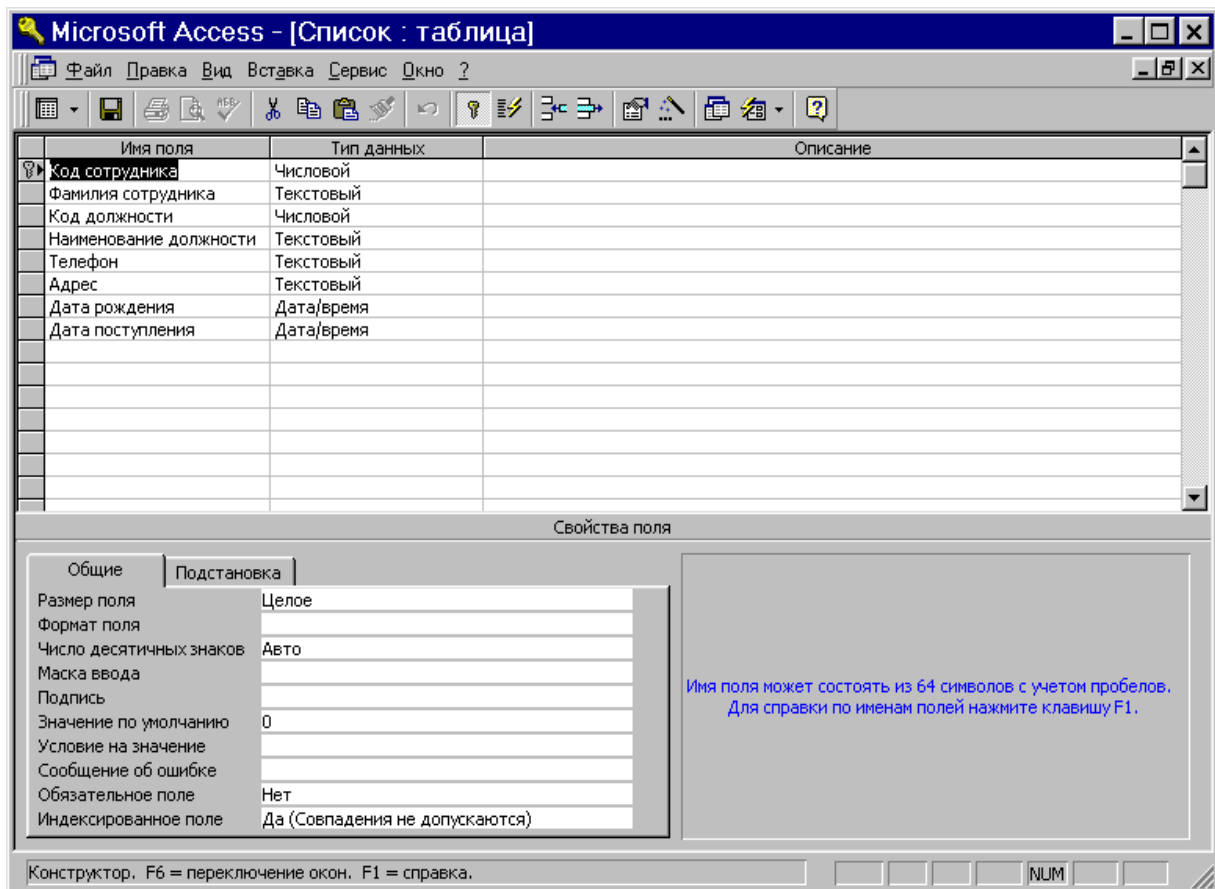 Microsoft Access - [Список : таблица]
Файл Правка Вид Вставка Сервис Окно ?
Имя поля Тип данных Описание
Код сотрудника Числовой
Фамилия сотрудника Текстовый
Код должности Числовой
Наименование должности Текстовый
Телефон Текстовый
Адрес Текстовый
Дата рождения Дата/время
Дата поступления Дата/время
Свойства поля
Общие Подстановка
Размер поля Целое
Формат поля
Число десятичных знаков Авто
Маска ввода
Подпись
Значение по умолчанию 0
Условие на значение
Сообщение об ошибке
Обязательное поле Нет
Индексированное поле Да (Совпадения не допускаются)
Имя поля может состоять из 64 символов с учетом пробелов.
Для справки по именам полей нажмите клавишу F1.
Конструктор. F6 = переключение окон. F1 = справка. NUM